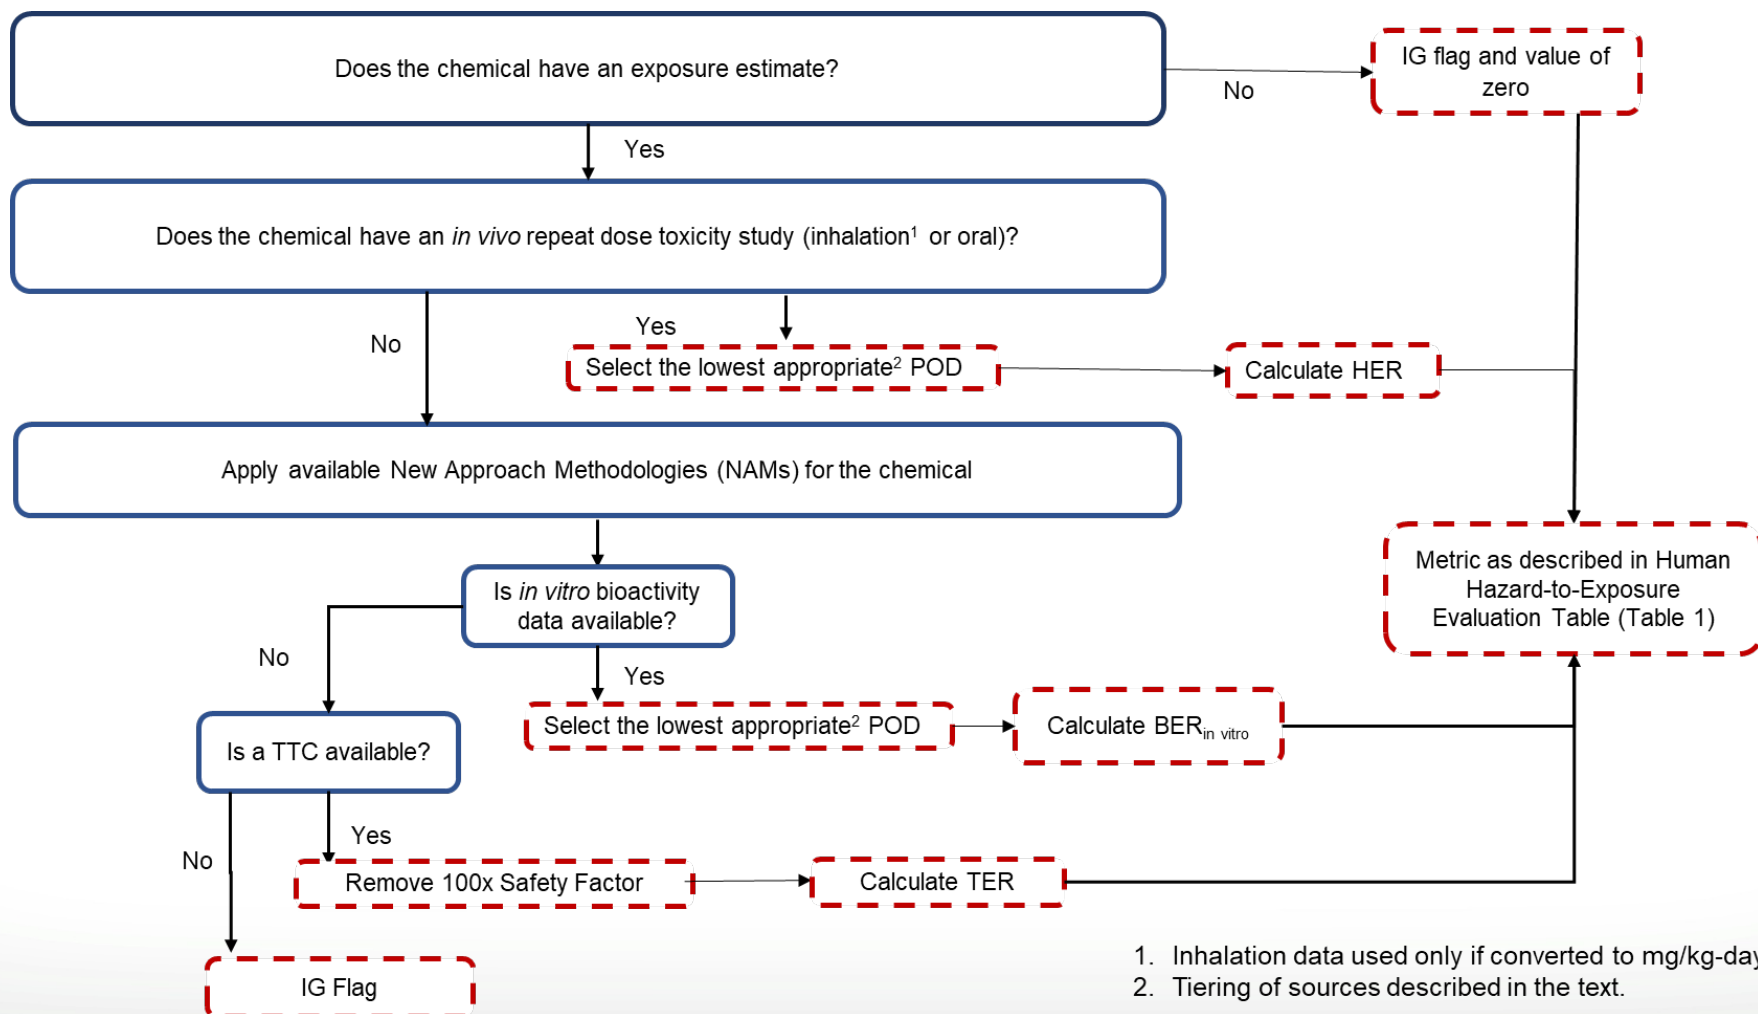 Does the chemical have an exposure estimate?
IG flag and value of
zero
No
Yes
Does the chemical have an in vivo repeat dose toxicity study (inhalation¹ or oral)?
Yes
No
Select the lowest appropriate² POD
Calculate HER
Apply available New Approach Methodologies (NAMs) for the chemical
Metric as described in Human
Hazard-to-Exposure
Evaluation Table (Table 1)
Is in vitro bioactivity
data available?
No
Yes
Select the lowest appropriate² POD
Calculate BER in vitro
Is a TTC available?
Yes
No
Remove 100x Safety Factor
Calculate TER
IG Flag
1. Inhalation data used only if converted to mg/kg-day
2. Tiering of sources described in the text.